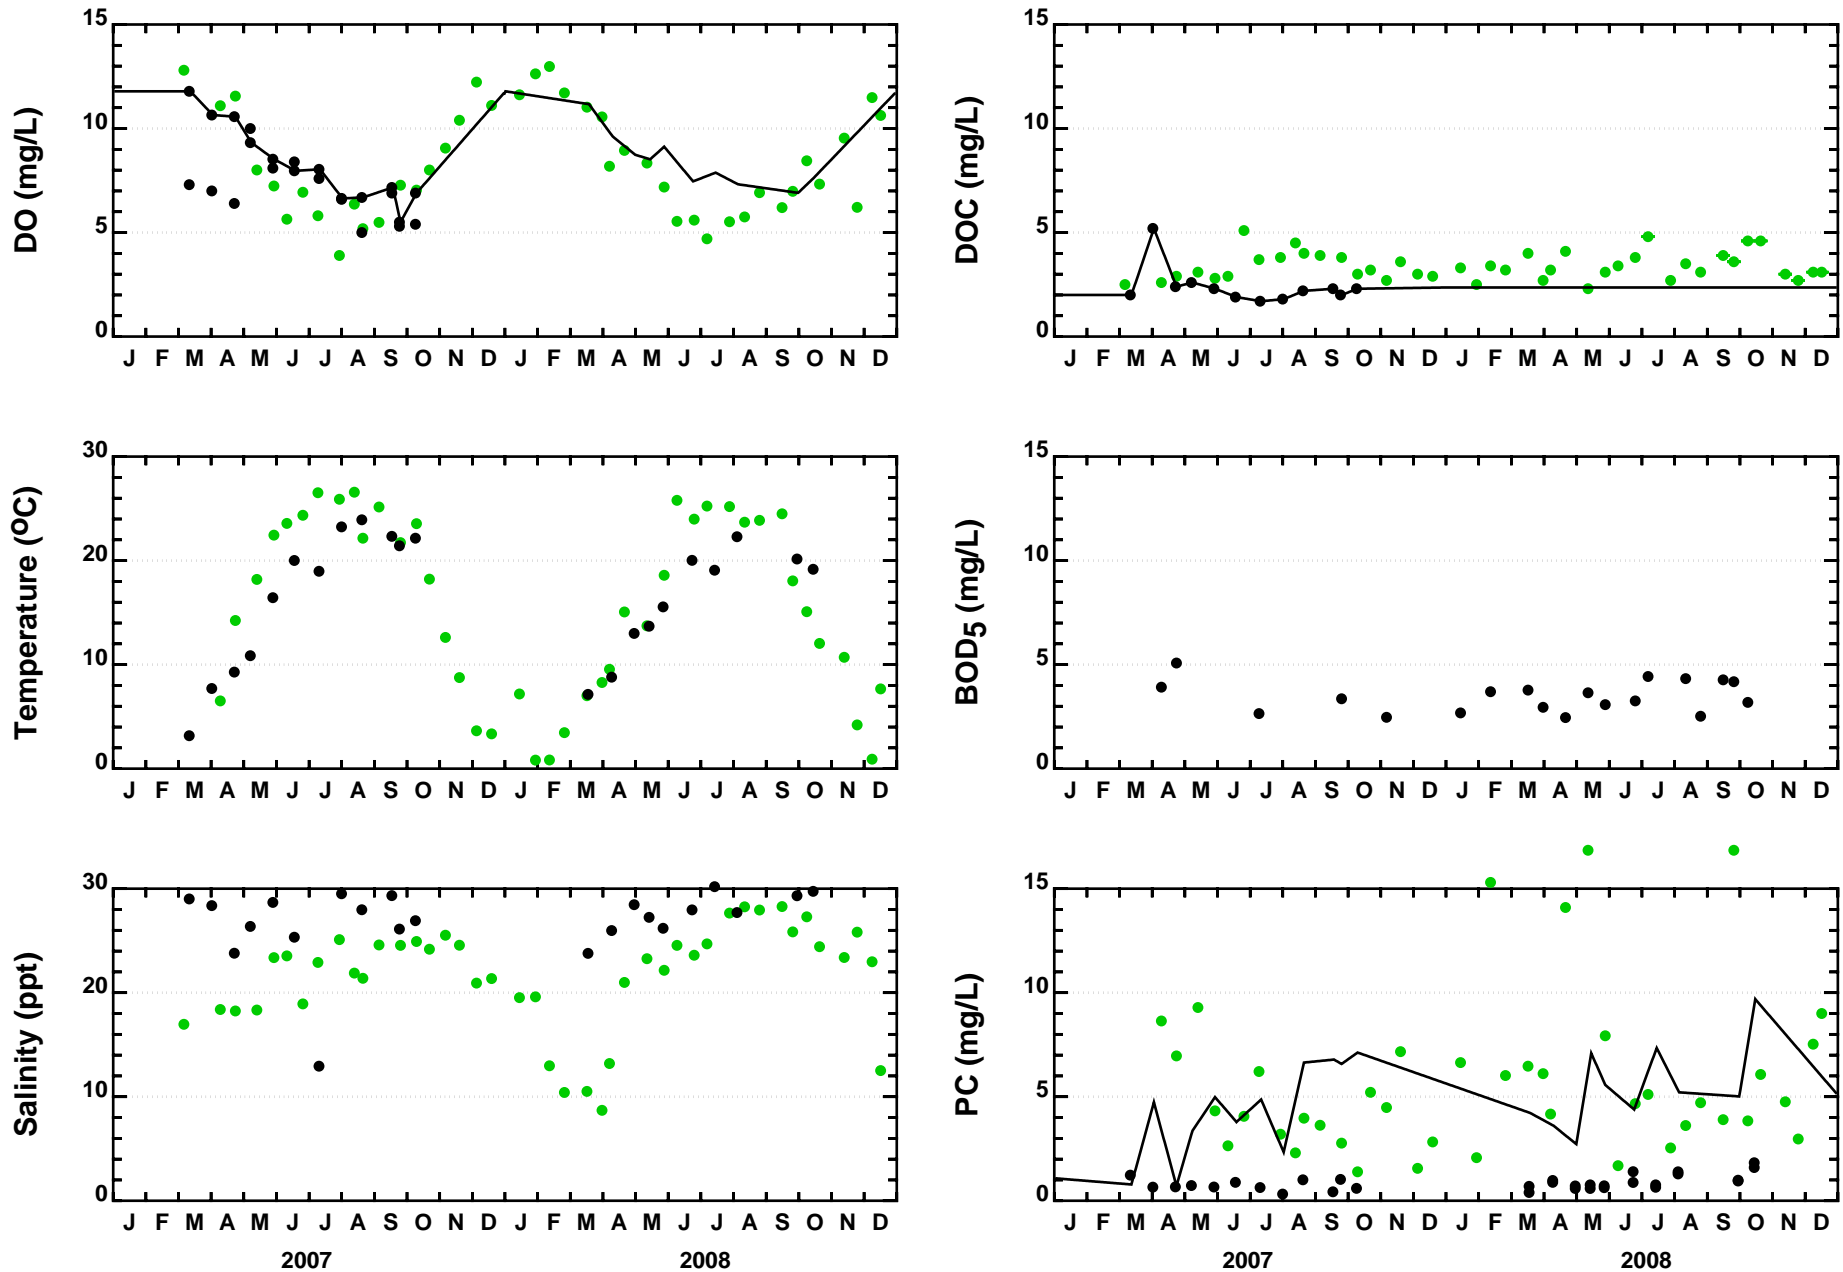 DO (mg/L)
15
10
5
0
J F M A M J J A S O N D J F M A M J J A S O N D
DOC (mg/L)
15
10
5
0
J F M A M J J A S O N D J F M A M J J A S O N D
Temperature (ᴼC)
30
20
10
0
J F M A M J J A S O N D J F M A M J J A S O N D
BOD₅ (mg/L)
15
10
5
0
J F M A M J J A S O N D J F M A M J J A S O N D
Salinity (ppt)
30
20
10
0
J F M A M J J A S O N D J F M A M J J A S O N D
2007 2008
PC (mg/L)
15
10
5
0
J F M A M J J A S O N D J F M A M J J A S O N D
2007 2008